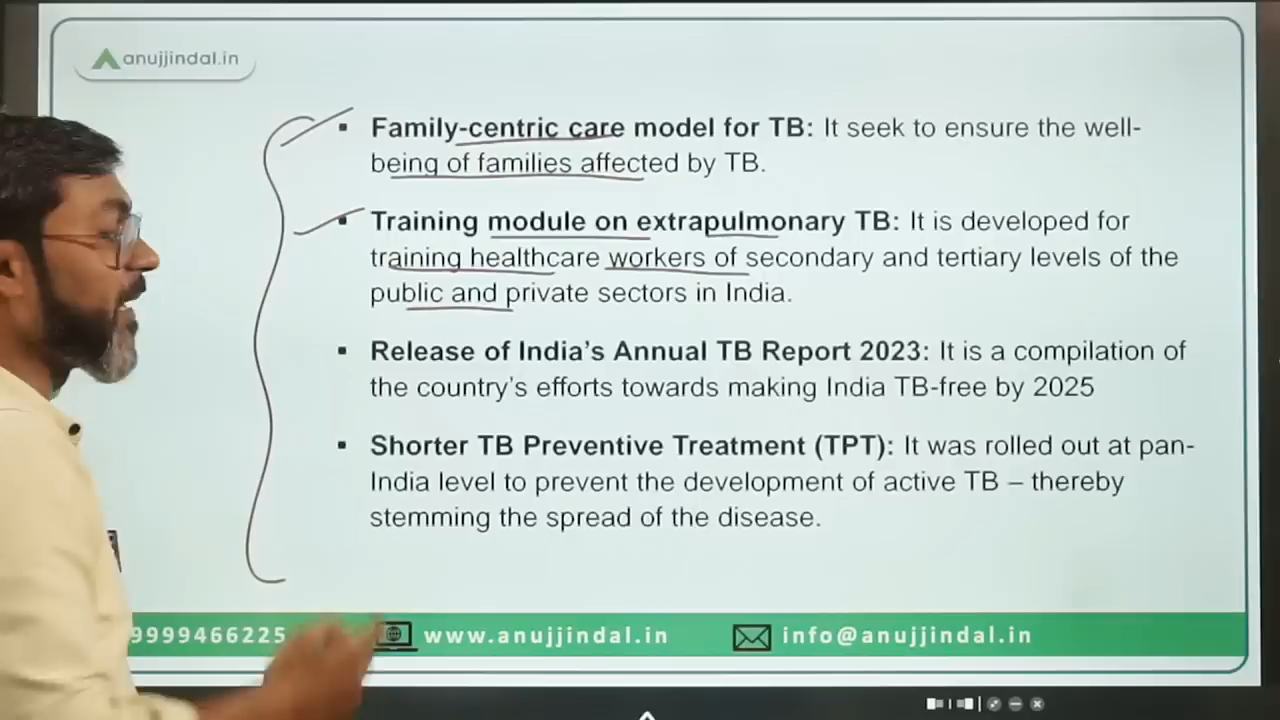 anujjindal.in
▪ Family-centric care model for TB: It seek to ensure the well-
being of families affected by TB.
▪ Training module on extrapulmonary TB: It is developed for
training healthcare workers of secondary and tertiary levels of the
public and private sectors in India.
▪ Release of India's Annual TB Report 2023: It is a compilation of
the country's efforts towards making India TB-free by 2025
▪ Shorter TB Preventive Treatment (TPT): It was rolled out at pan-
India level to prevent the development of active TB – thereby
stemming the spread of the disease.
9999466225 www.anujjindal.in info@anujjindal.in